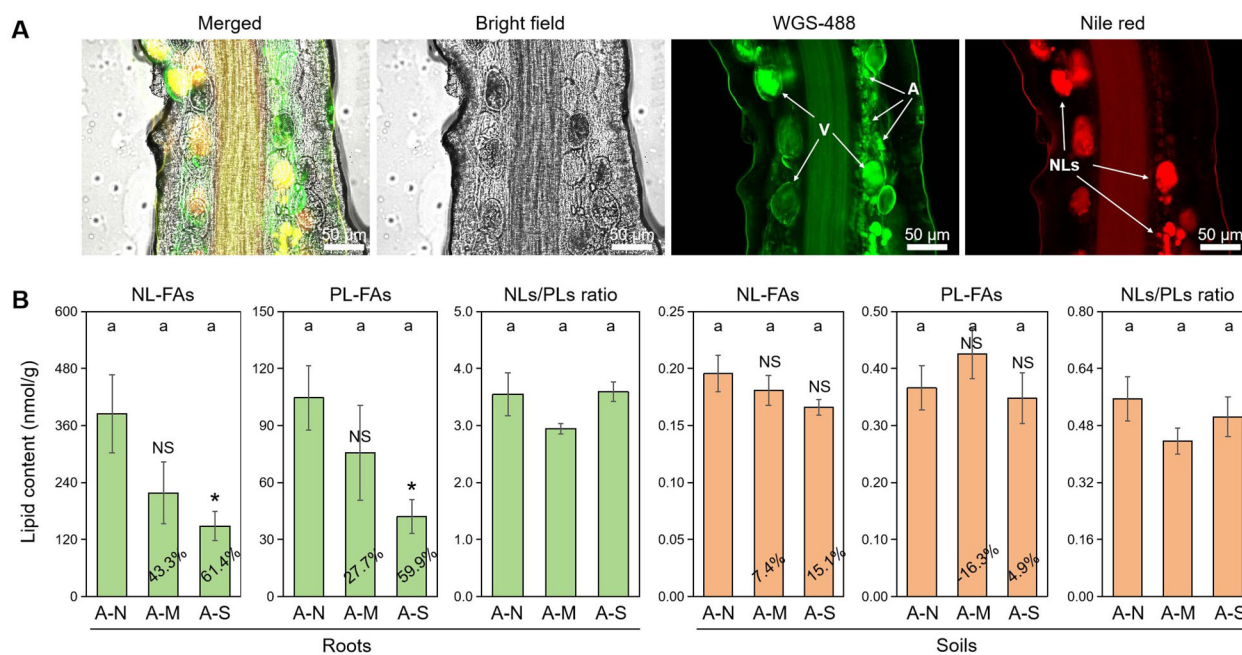 A
Merged
Bright field
WGS-488
Nile red
A
V
NLs
50 µm
50 µm
50 µm
50 µm
B
NL-FAs
PL-FAs
NLs/PLs ratio
NL-FAs
PL-FAs
NLs/PLs ratio
Lipid content (nmol/g)
600
480
360
240
120
0
a a a
NS
*
43.3%
61.4%
A-N A-M A-S
150
120
90
60
30
0
a a a
NS
*
27.7%
59.9%
A-N A-M A-S
5.0
4.0
3.0
2.0
1.0
0.0
a a a
A-N A-M A-S
Roots
0.25
0.20
0.15
0.10
0.05
0.00
a a a
NS
NS
7.4%
15.1%
A-N A-M A-S
0.50
0.40
0.30
0.20
0.10
0.00
a a a
NS
NS
-16.3%
4.9%
A-N A-M A-S
0.80
0.64
0.48
0.32
0.16
0.00
a a a
A-N A-M A-S
Soils